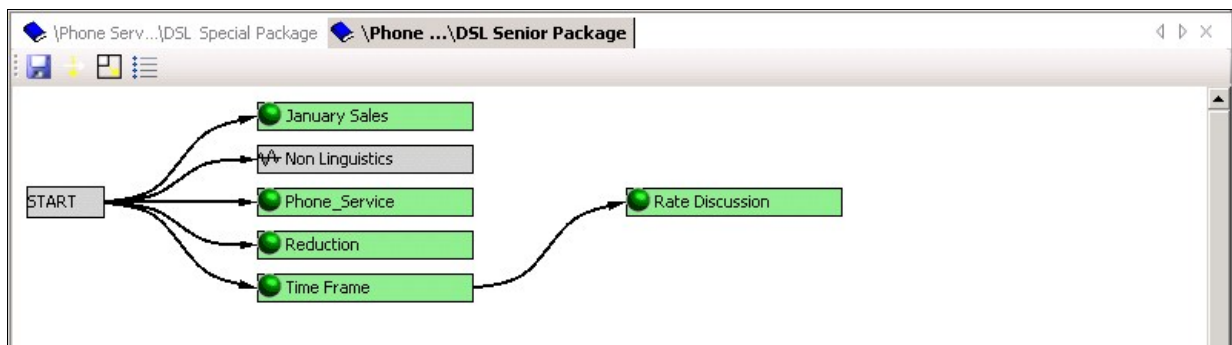 \Phone Serv...\DSL Special Package \Phone ...\DSL Senior Package
January Sales
Non Linguistics
START Phone_Service Rate Discussion
Reduction
Time Frame